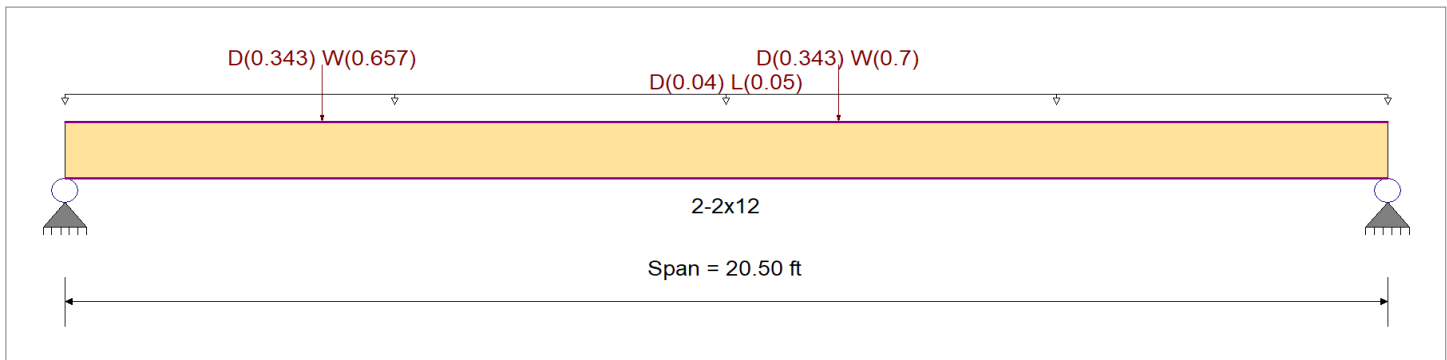 D(0.343) W(0.657)
D(0.343) W(0.7)
D(0.04) L(0.05)
2-2x12
Span = 20.50 ft